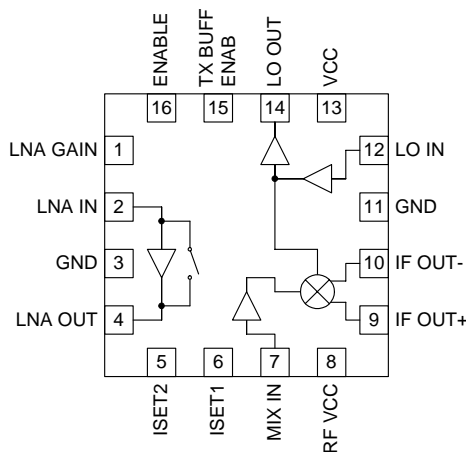 ENABLE
TX BUFF
ENAB
LO OUT
VCC
16
15
14
13
LNA GAIN
1
12
LO IN
LNA IN
2
11
GND
GND
3
10
IF OUT-
LNA OUT
4
9
IF OUT+
5
6
7
8
ISET2
ISET1
MIX IN
RF VCC